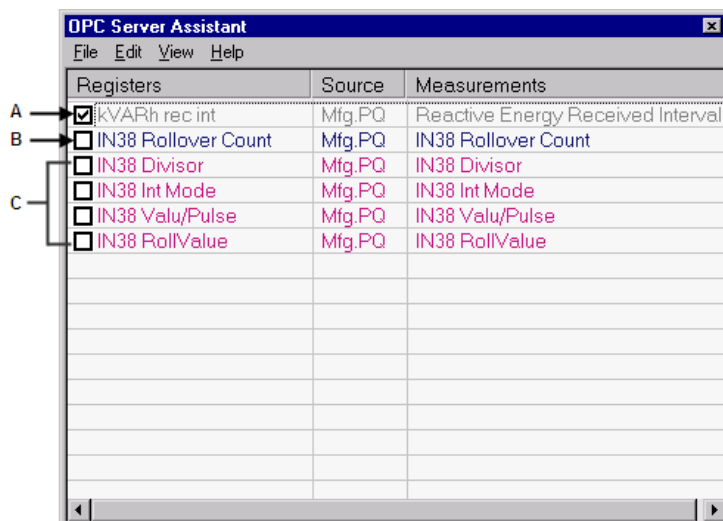 OPC Server Assistant
File Edit View Help
Registers Source Measurements
A kVARh rec int Mfg.PQ Reactive Energy Received Interval
B IN38 Rollover Count Mfg.PQ IN38 Rollover Count
IN38 Divisor Mfg.PQ IN38 Divisor
IN38 Int Mode Mfg.PQ IN38 Int Mode
C
IN38 Valu/Pulse Mfg.PQ IN38 Valu/Pulse
IN38 RollValue Mfg.PQ IN38 RollValue